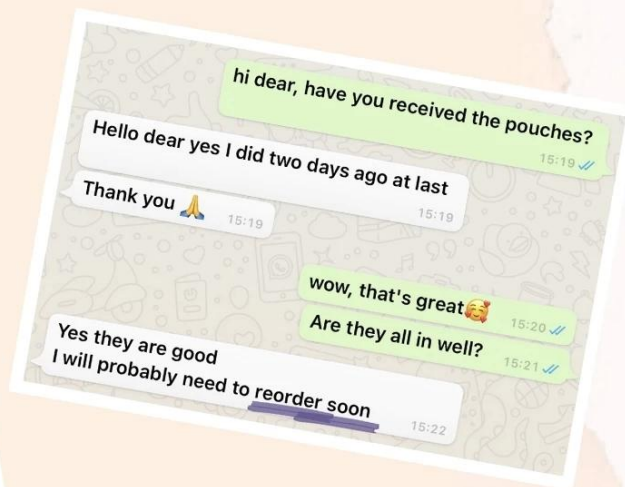 hi dear, have you received the pouches?
15:19
Hello dear yes I did two days ago at last
15:19
Thank you 🙏
15:19
wow, that's great🥰
15:20
Are they all in well?
15:21
Yes they are good
I will probably need to reorder soon
15:22